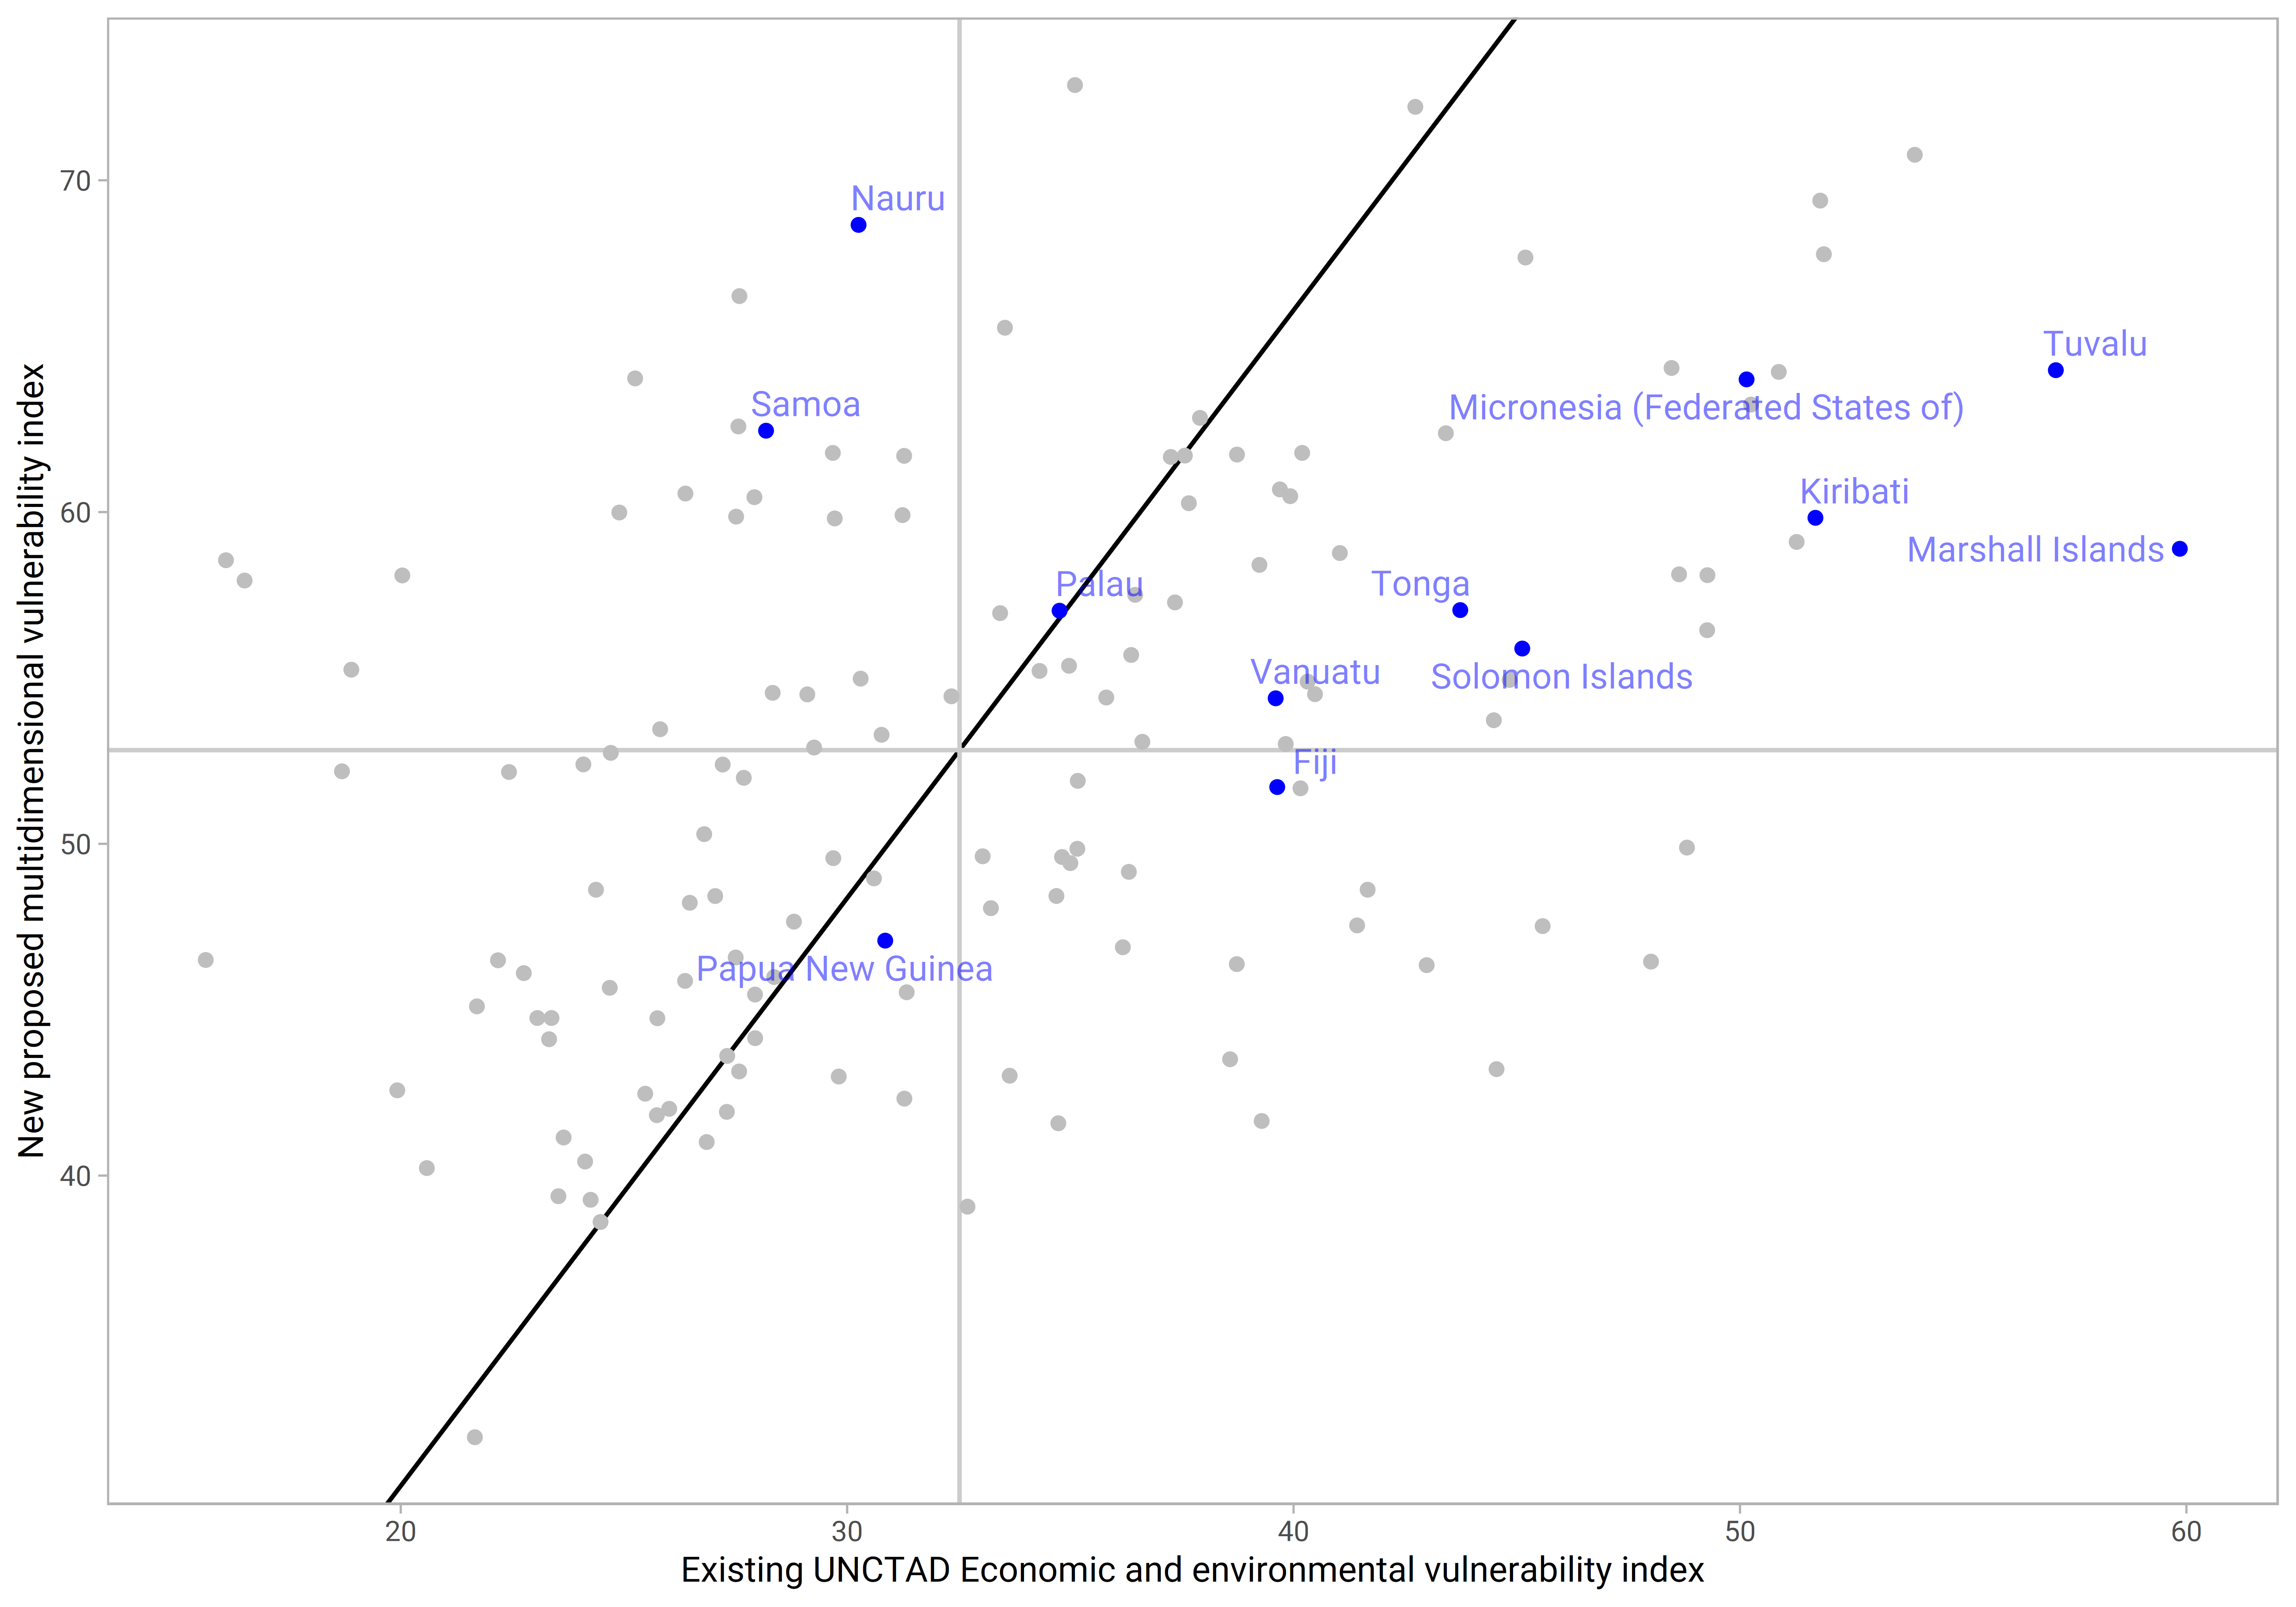 70
60
50
40
New proposed multidimensional vulnerability index
Nauru
Tuvalu
Samoa
Micronesia (Federated States of)
Kiribati
Marshall Islands
Palau
Tonga
Vanuatu
Solomon Islands
Fiji
Papua New Guinea
20
30
40
50
60
Existing UNCTAD Economic and environmental vulnerability index